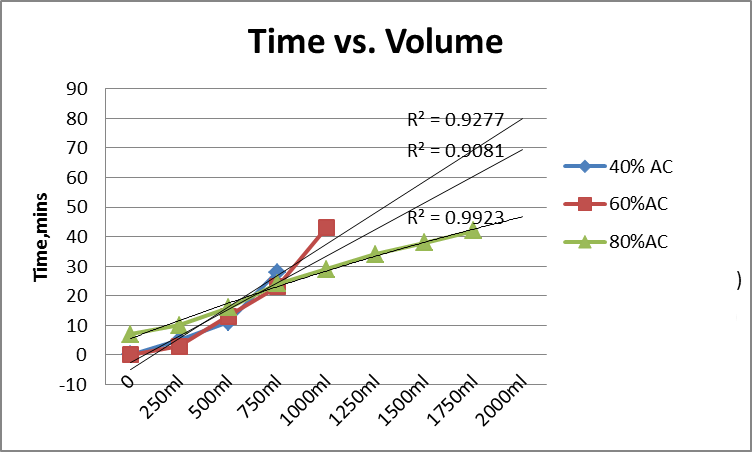 Time vs. Volume
Time,mins
90
80
70
60
50
40
30
20
10
0
-10
R² = 0.9277
R² = 0.9081
R² = 0.9923
0
250ml
500ml
750ml
1000ml
1250ml
1500ml
1750ml
2000ml
40% AC
60%AC
80%AC
)